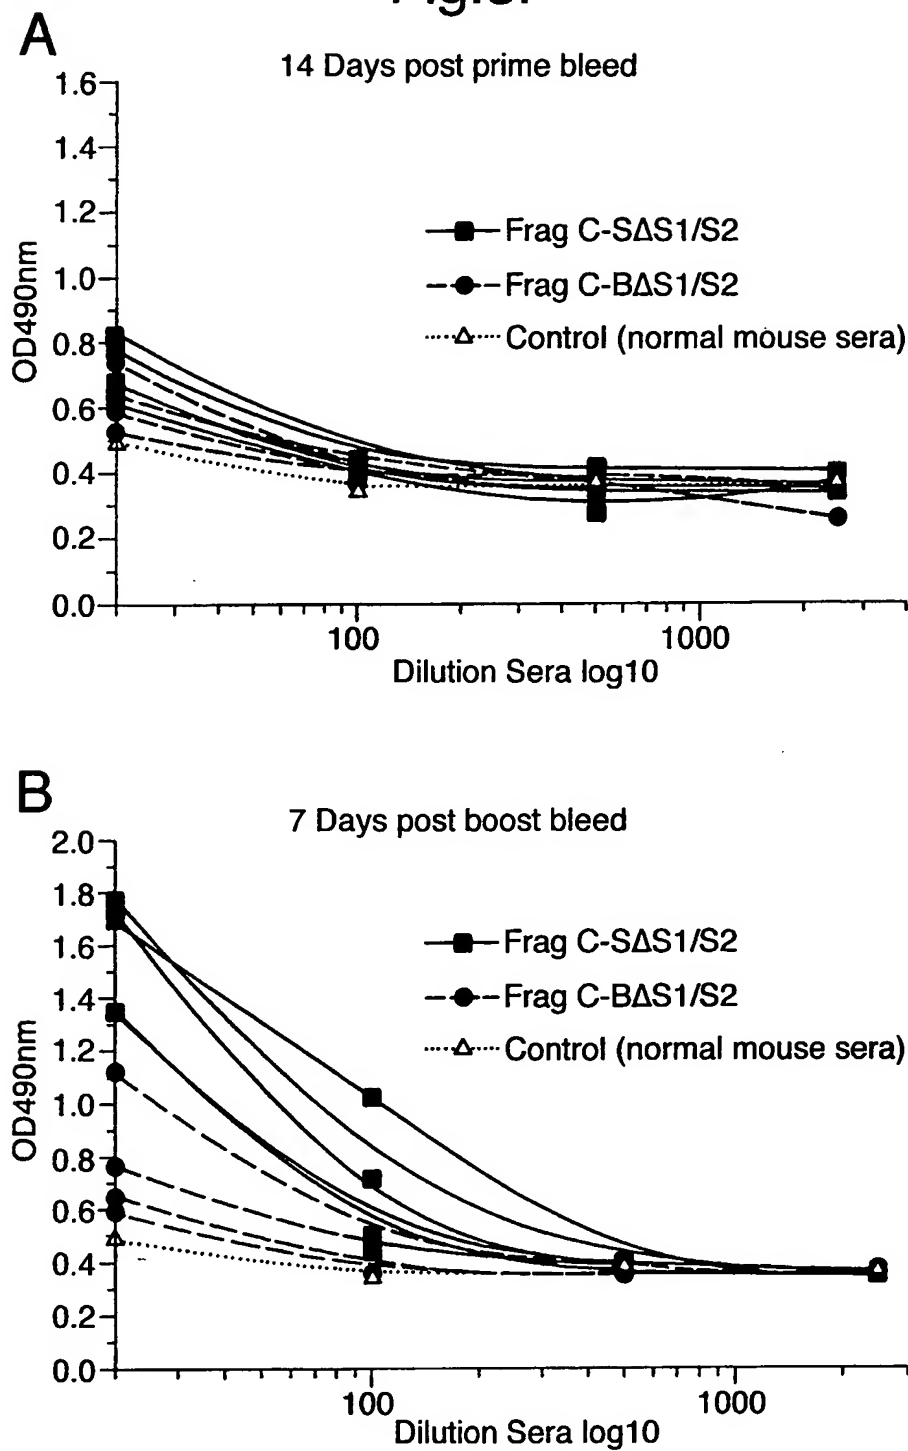 Fig.8.
A
14 Days post prime bleed
1.6
1.4
1.2
1.0
0.8
0.6
0.4
0.2
0.0
OD490nm
Frag C-SΔS1/S2
Frag C-BΔS1/S2
Control (normal mouse sera)
100
1000
Dilution Sera log10
B
7 Days post boost bleed
2.0
1.8
1.6
1.4
1.2
1.0
0.8
0.6
0.4
0.2
0.0
OD490nm
Frag C-SΔS1/S2
Frag C-BΔS1/S2
Control (normal mouse sera)
100
1000
Dilution Sera log10